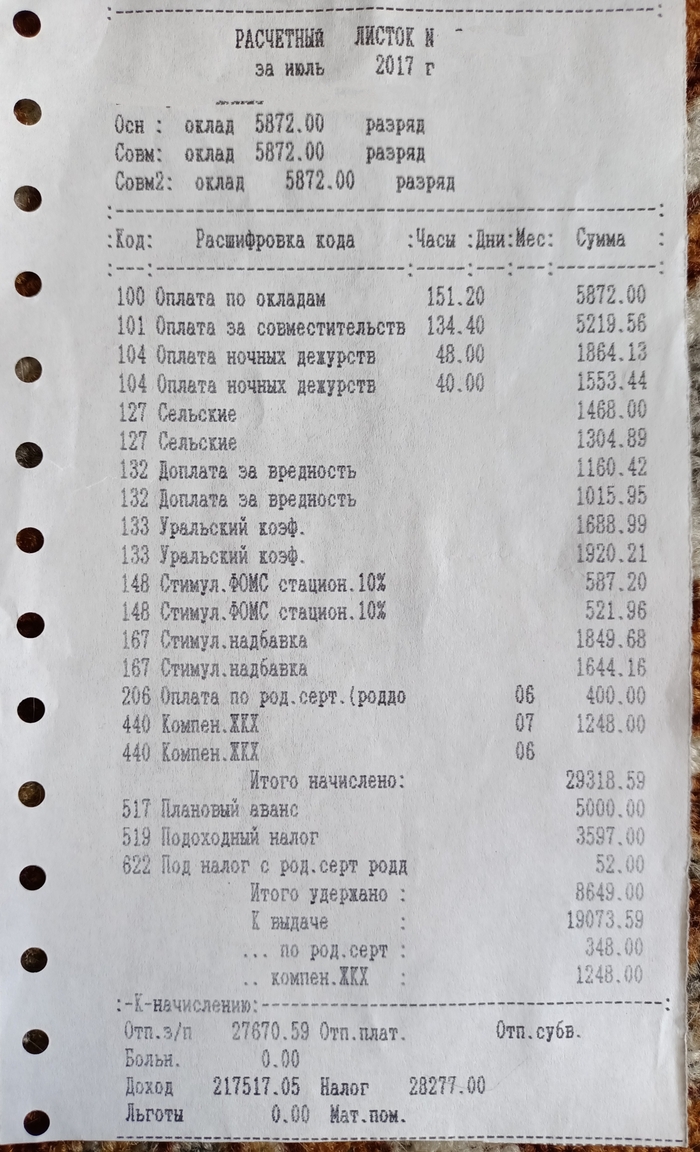 РАСЧЕТНЫЙ ЛИСТОК N
за июль 2017 г
Осн : оклад 5872.00 разряд
Совм: оклад 5872.00 разряд
Совм2: оклад 5872.00 разряд
:Код: Расшифровка кода :Часы :Дни:Мес: Сумма :
100 Оплата по окладам 151.20 5872.00
101 Оплата за совместительств 134.40 5219.56
104 Оплата ночных дежурств 48.00 1864.13
104 Оплата ночных дежурств 40.00 1553.44
127 Сельские 1468.00
127 Сельские 1304.89
132 Доплата за вредность 1160.42
132 Доплата за вредность 1015.95
133 Уральский коэф. 1688.99
133 Уральский коэф. 1920.21
148 Стимул.ФОМС стацион.10% 587.20
148 Стимул.ФОМС стацион.10% 521.96
167 Стимул.надбавка 1849.68
167 Стимул.надбавка 1644.16
206 Оплата по род.серт.(роддо 06 400.00
440 Компен.ЖКХ 07 1248.00
440 Компен.ЖКХ 06
Итого начислено: 29318.59
517 Плановый аванс 5000.00
519 Подоходный налог 3597.00
622 Под налог с род.серт родд 52.00
Итого удержано : 8649.00
К выдаче : 19073.59
... по род.серт : 348.00
.. компен.ЖКХ : 1248.00
:-К-начислению:
Отп.з/п 27670.59 Отп.плат. Отп.субв.
Больн. 0.00
Доход 217517.05 Налог 28277.00
Льготы 0.00 Мат.пом.